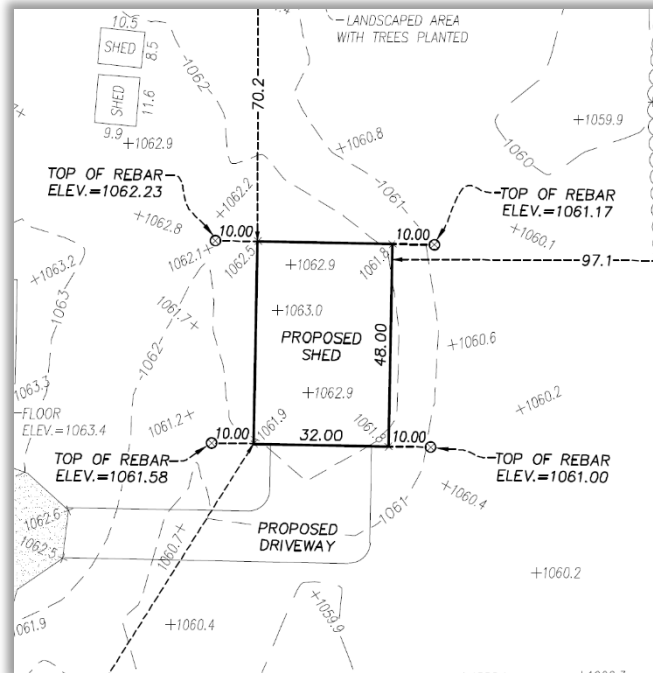 10.5
SHED
8.5
SHED
11.6
9.9
+1062.9
1062
70.2
LANDSCAPED AREA
WITH TREES PLANTED
+1060.8
+1059.9
1060
TOP OF REBAR
ELEV.=1062.23
+1062.2
1061
TOP OF REBAR
ELEV.=1061.17
+1062.8
10.00
10.00
+1060.1
1062.1
1062.5
+1062.9
1061.8
97.1
+1063.2
1063
1061.7+
+1063.0
PROPOSED
SHED
48.00
+1060.6
1062
1063.3
+1062.9
+1060.2
FLOOR
ELEV.=1063.4
1061.2+
1061.9
1061.8
10.00
32.00
10.00
TOP OF REBAR
ELEV.=1061.58
TOP OF REBAR
ELEV.=1061.00
+1060.4
1062.6
1061
PROPOSED
DRIVEWAY
1062.5
1060.7+
+1060.2
1061.9
+1060.4
+1059.9